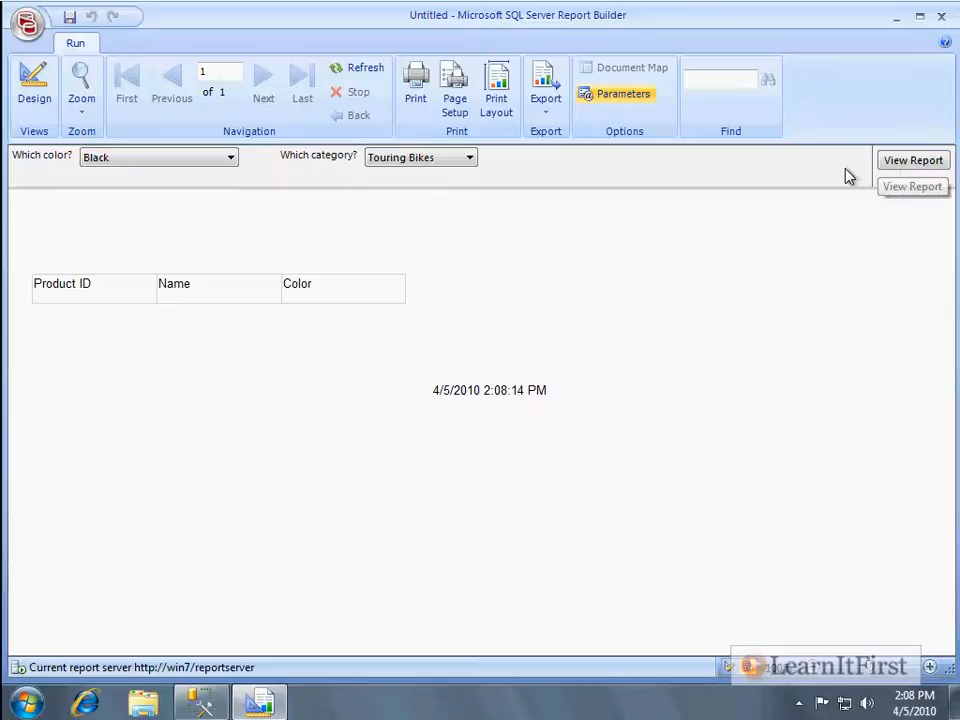 Untitled - Microsoft SQL Server Report Builder
Run
Design
Views
Zoom
Zoom
First
Previous
1
of 1
Next
Last
Refresh
Stop
Back
Navigation
Print
Page Setup
Print Layout
Print
Export
Export
Document Map
Parameters
Options
Find
Which color?
Black
Which category?
Touring Bikes
View Report
View Report
Product ID
Name
Color
4/5/2010 2:08:14 PM
Current report server http://win7/reportserver
LearnItFirst
2:08 PM
4/5/2010